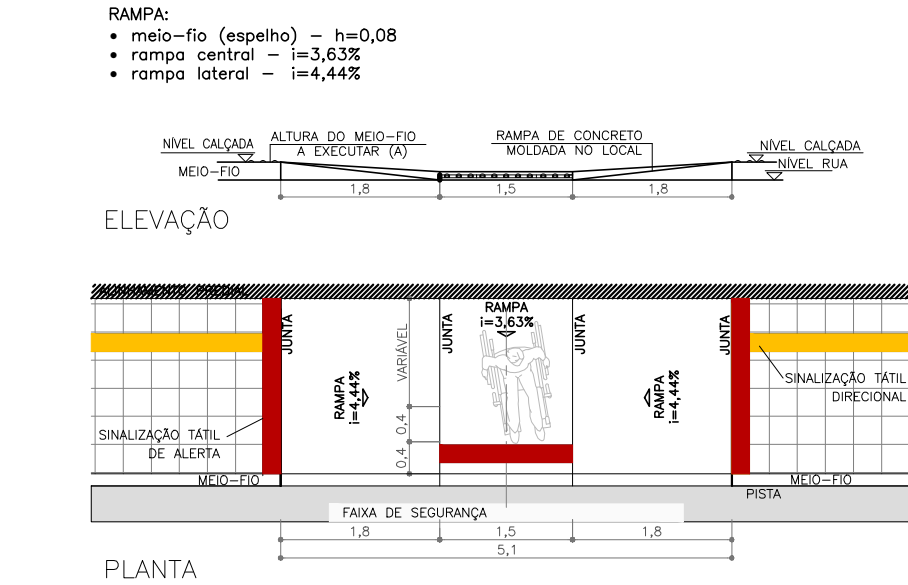 RAMPA:
• meio-fio (espelho) - h=0,08
• rampa central - i=3,63%
• rampa lateral - i=4,44%
NÍVEL CALÇADA
ALTURA DO MEIO-FIO
A EXECUTAR (A)
RAMPA DE CONCRETO
MOLDADA NO LOCAL
NÍVEL CALÇADA
NÍVEL RUA
MEIO-FIO
1,8
1,5
1,8
ELEVAÇÃO
ALINHAMENTO PREDIAL
JUNTA
VARIÁVEL
JUNTA
RAMPA
i=3,63%
JUNTA
JUNTA
RAMPA
i=4,44%
RAMPA
i=4,44%
SINALIZAÇÃO TÁTIL
DIRECIONAL
0,4
0,4
SINALIZAÇÃO TÁTIL
DE ALERTA
MEIO-FIO
MEIO-FIO
PISTA
FAIXA DE SEGURANÇA
1,8
1,5
1,8
5,1
PLANTA